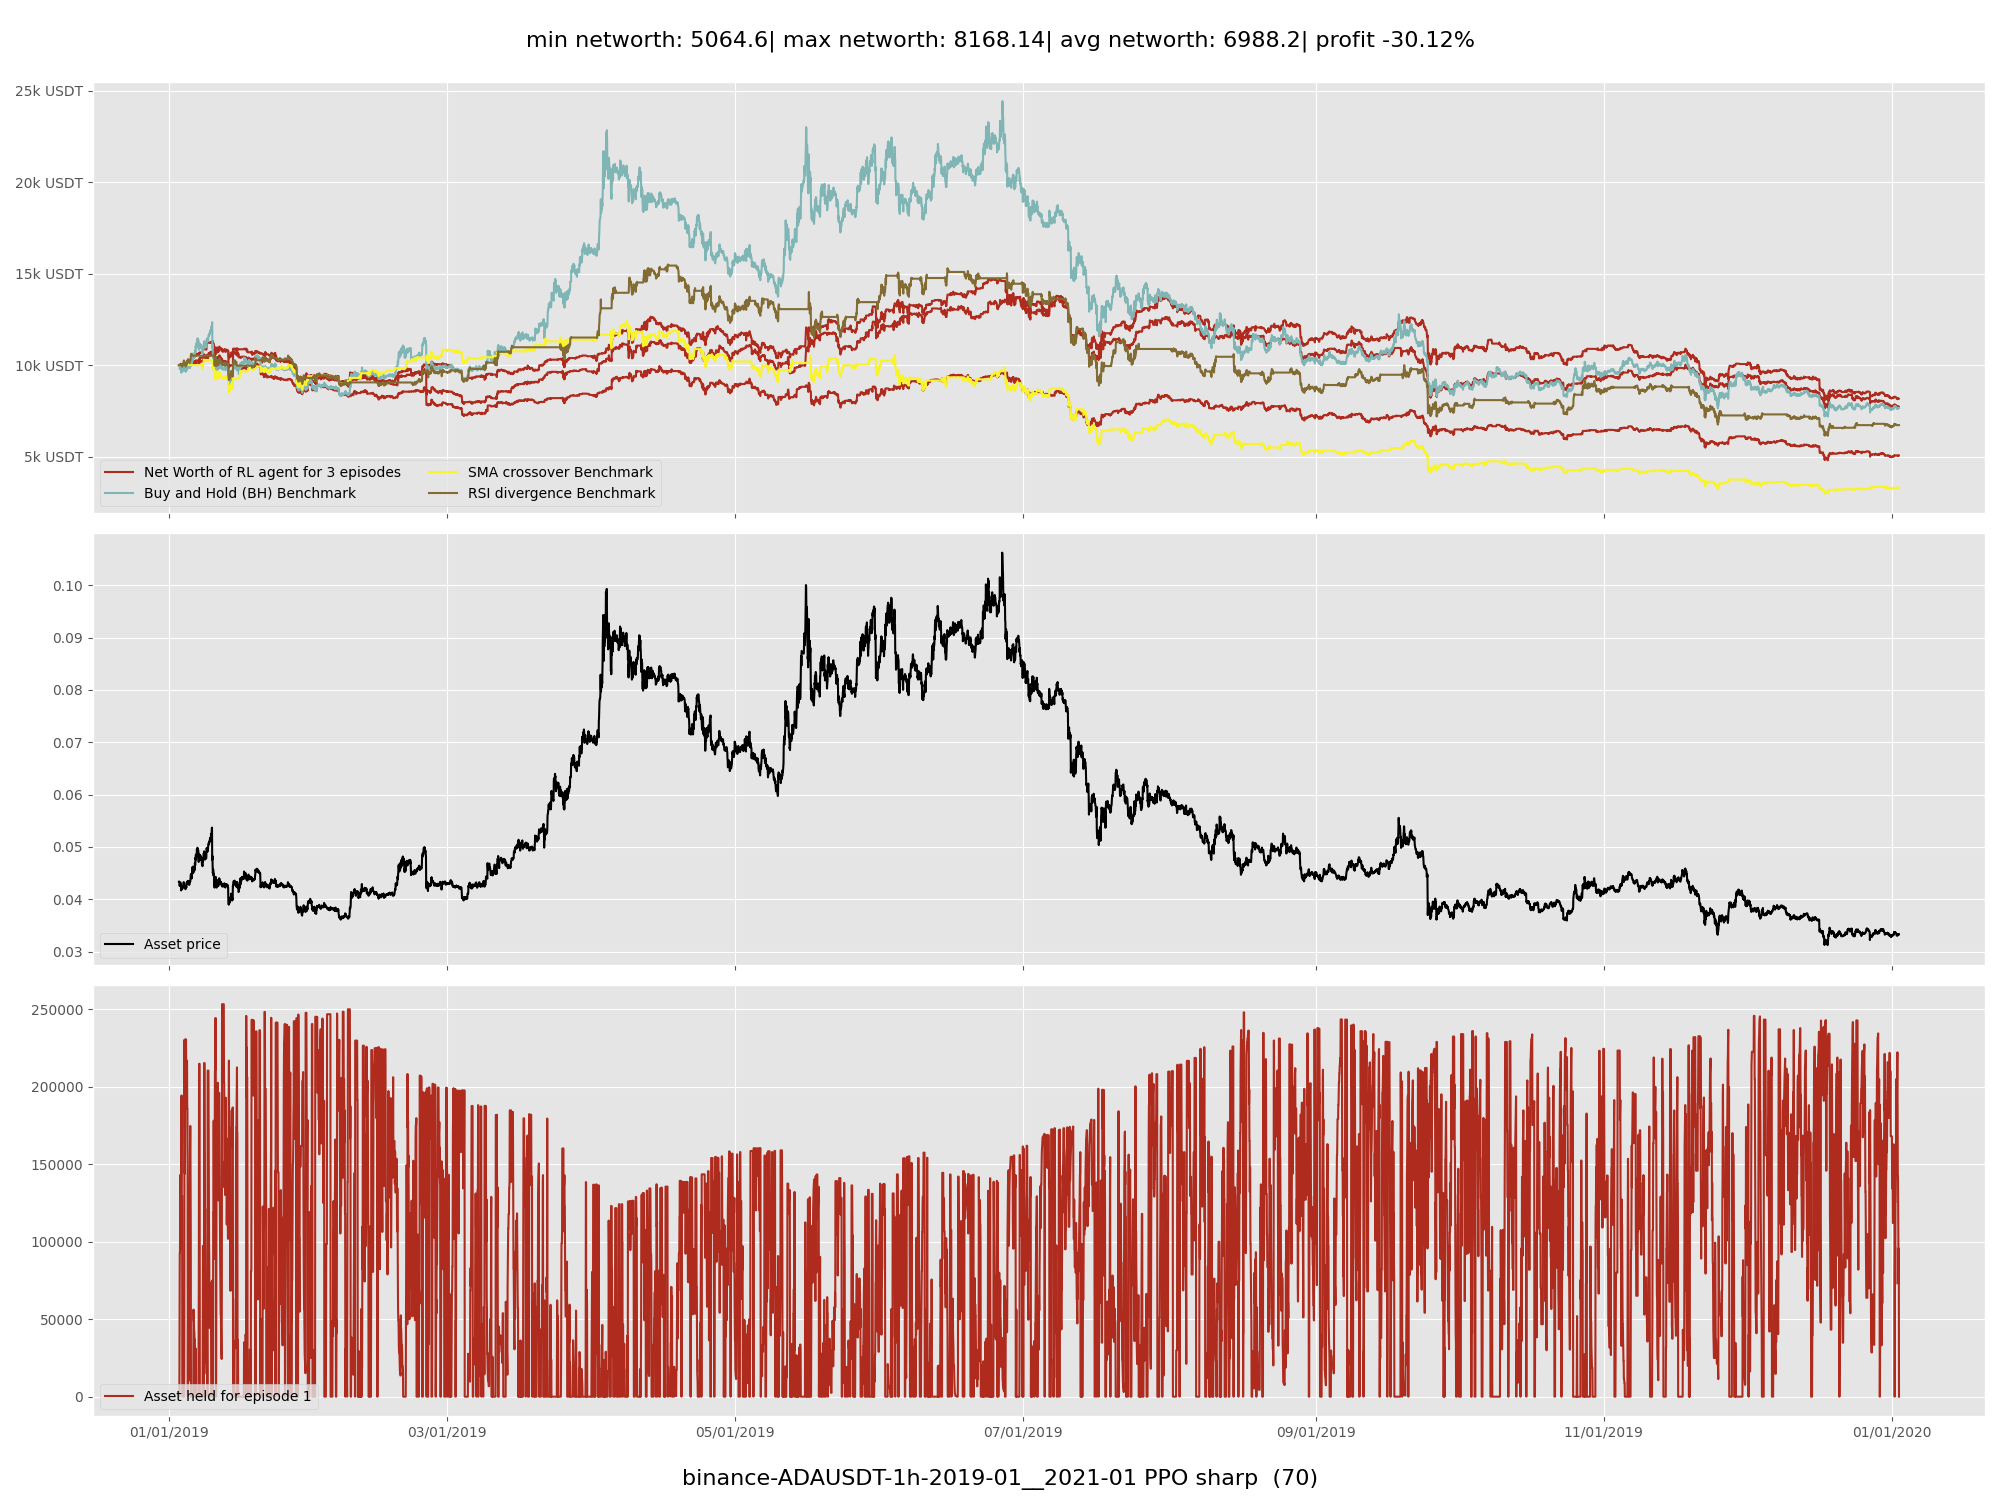 min networth: 5064.6| max networth: 8168.14| avg networth: 6988.2| profit -30.12%
25k USDT
20k USDT
15k USDT
10k USDT
5k USDT
Net Worth of RL agent for 3 episodes
Buy and Hold (BH) Benchmark
SMA crossover Benchmark
RSI divergence Benchmark
0.10
0.09
0.08
0.07
0.06
0.05
0.04
0.03
Asset price
250000
200000
150000
100000
50000
0
Asset held for episode 1
01/01/2019
03/01/2019
05/01/2019
07/01/2019
09/01/2019
11/01/2019
01/01/2020
binance-ADAUSDT-1h-2019-01__2021-01 PPO sharp  (70)